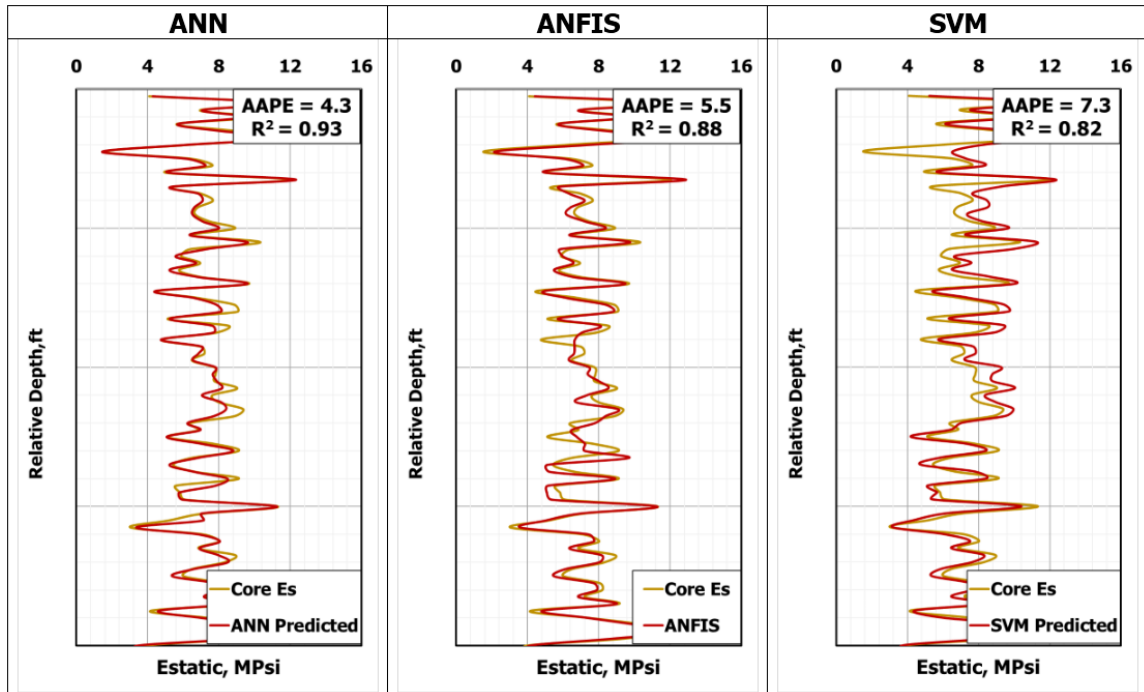 ANN
ANFIS
SVM
0 4 8 12 16
0 4 8 12 16
0 4 8 12 16
AAPE = 4.3
R² = 0.93
AAPE = 5.5
R² = 0.88
AAPE = 7.3
R² = 0.82
Relative Depth,ft
Relative Depth,ft
Relative Depth,ft
Core Es
ANN Predicted
Core Es
ANFIS
Core Es
SVM Predicted
Estatic, MPsi
Estatic, MPsi
Estatic, MPsi